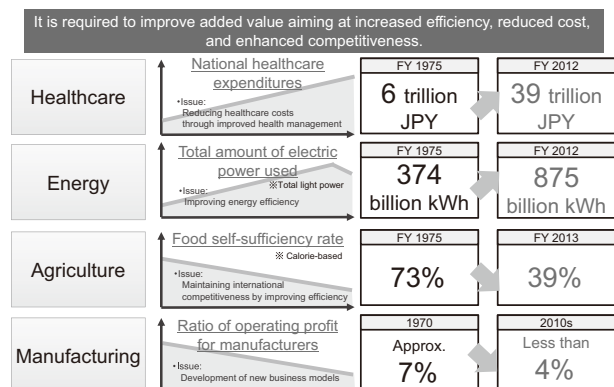 It is required to improve added value aiming at increased efficiency, reduced cost,
and enhanced competitiveness.
Healthcare
National healthcare
expenditures
•Issue:
Reducing healthcare costs
through improved health management
FY 1975
6 trillion
JPY
FY 2012
39 trillion
JPY
Energy
Total amount of electric
power used
※Total light power
•Issue:
Improving energy efficiency
FY 1975
374
billion kWh
FY 2012
875
billion kWh
Agriculture
Food self-sufficiency rate
※ Calorie-based
•Issue:
Maintaining international
competitiveness by improving efficiency
FY 1975
73%
FY 2013
39%
Manufacturing
Ratio of operating profit
for manufacturers
•Issue:
Development of new business models
1970
Approx.
7%
2010s
Less than
4%